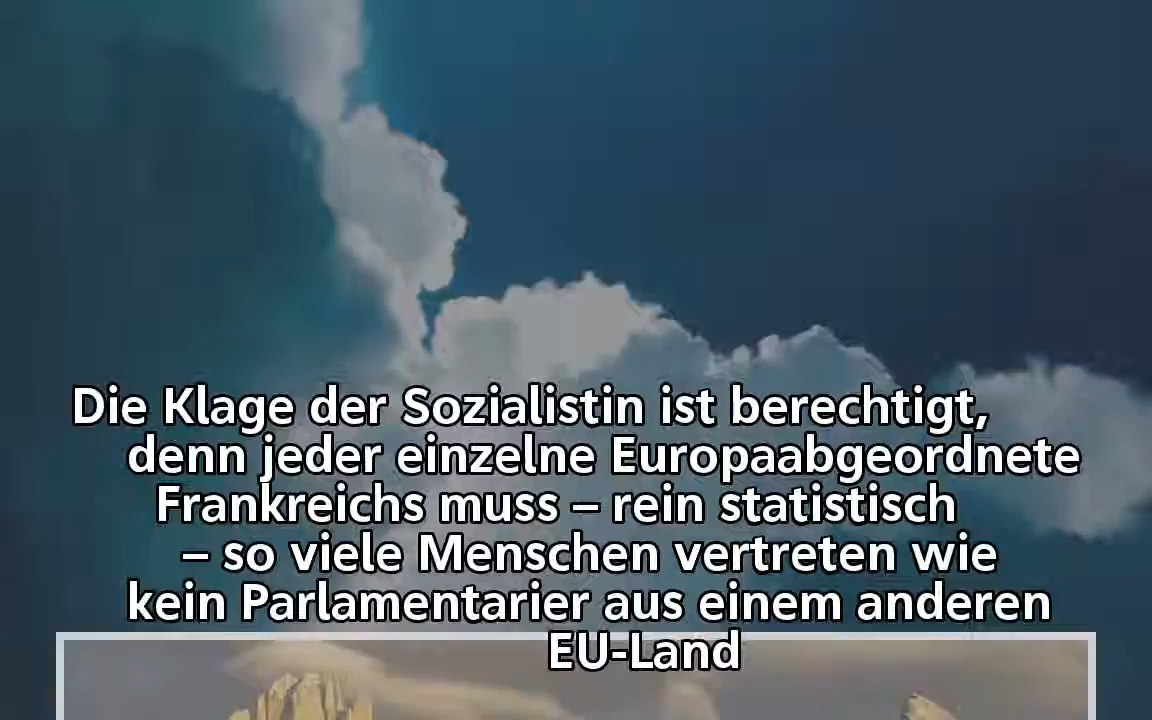 Die Klage der Sozialistin ist berechtigt,
denn jeder einzelne Europaabgeordnete
Frankreichs muss – rein statistisch
– so viele Menschen vertreten wie
kein Parlamentarier aus einem anderen
EU-Land